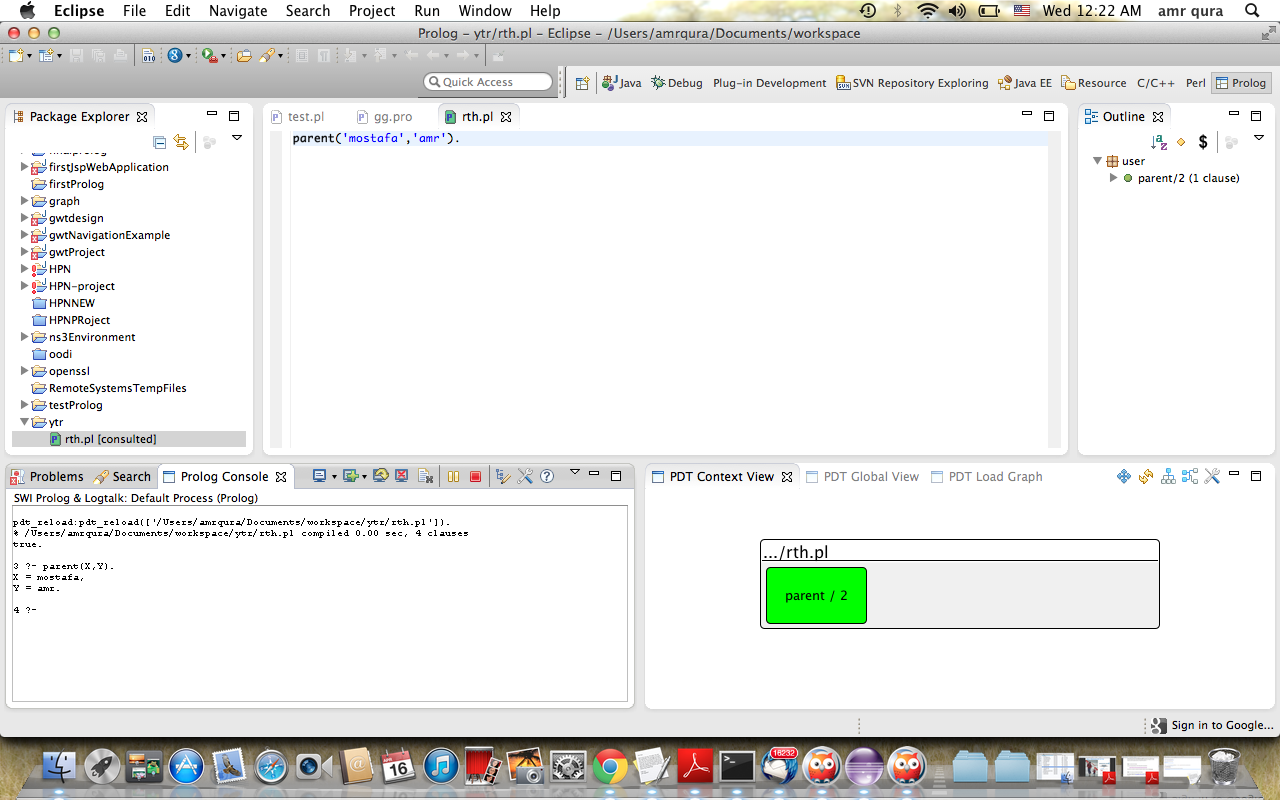 Eclipse File Edit Navigate Search Project Run Window Help Wed 12:22 AM amr qura
Prolog – ytr/rth.pl – Eclipse – /Users/amrqura/Documents/workspace
Quick Access Java Debug Plug-in Development SVN Repository Exploring Java EE Resource C/C++ Perl Prolog
Package Explorer
firstJspWebApplication
firstProlog
graph
gwtdesign
gwtNavigationExample
gwtProject
HPN
HPN-project
HPNNEW
HPNPRoject
ns3Environment
oodi
openssl
RemoteSystemsTempFiles
testProlog
ytr
rth.pl [consulted]
test.pl gg.pro rth.pl
parent('mostafa','amr').
Outline
user
parent/2 (1 clause)
Problems Search Prolog Console
SWI Prolog & Logtalk: Default Process (Prolog)
pdt_reload:pdt_reload(['/Users/amrqura/Documents/workspace/ytr/rth.pl']).
% /Users/amrqura/Documents/workspace/ytr/rth.pl compiled 0.00 sec, 4 clauses
true.
3 ?- parent(X,Y).
X = mostafa,
Y = amr.
4 ?-
PDT Context View PDT Global View PDT Load Graph
.../rth.pl
parent / 2
Sign in to Google...
16
16232